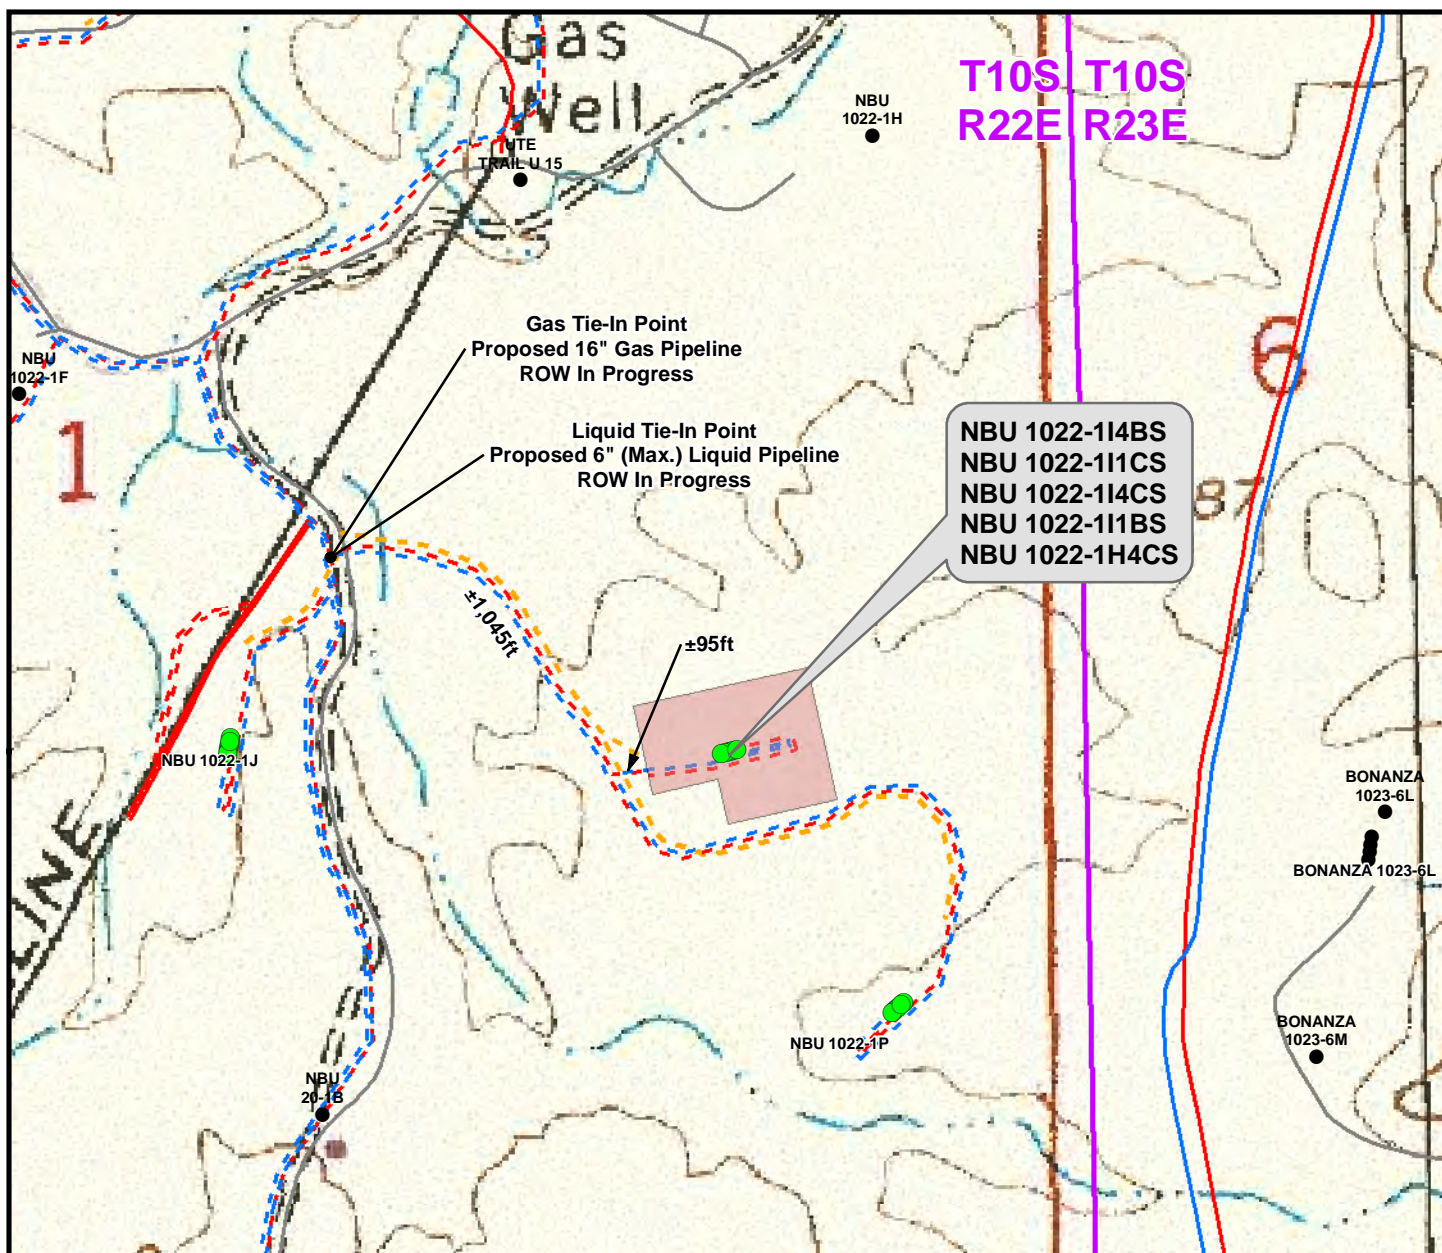 Gas
Well
T10S T10S
R22E R23E
NBU
1022-1H
UTE
TRAIL U 15
Gas Tie-In Point
Proposed 16" Gas Pipeline
ROW In Progress
NBU
1022-1F
6
Liquid Tie-In Point
Proposed 6" (Max.) Liquid Pipeline
ROW In Progress
1
NBU 1022-1I4BS
NBU 1022-1I1CS
NBU 1022-1I4CS
NBU 1022-1I1BS
NBU 1022-1H4CS
87
±1,045ft
±95ft
NBU 1022-1J
BONANZA
1023-6L
BONANZA 1023-6L
LINE
NBU 1022-1P
BONANZA
1023-6M
NBU
20-1B